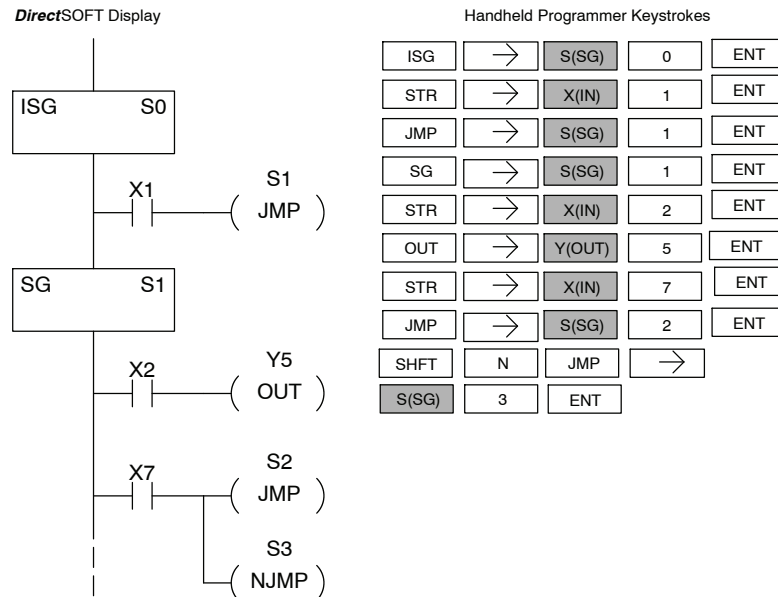 DirectSOFT Display
ISG S0
X1
S1
JMP
SG S1
X2
Y5
OUT
X7
S2
JMP
S3
NJMP
Handheld Programmer Keystrokes
ISG → S(SG) 0 ENT
STR → X(IN) 1 ENT
JMP → S(SG) 1 ENT
SG → S(SG) 1 ENT
STR → X(IN) 2 ENT
OUT → Y(OUT) 5 ENT
STR → X(IN) 7 ENT
JMP → S(SG) 2 ENT
SHFT N JMP →
S(SG) 3 ENT